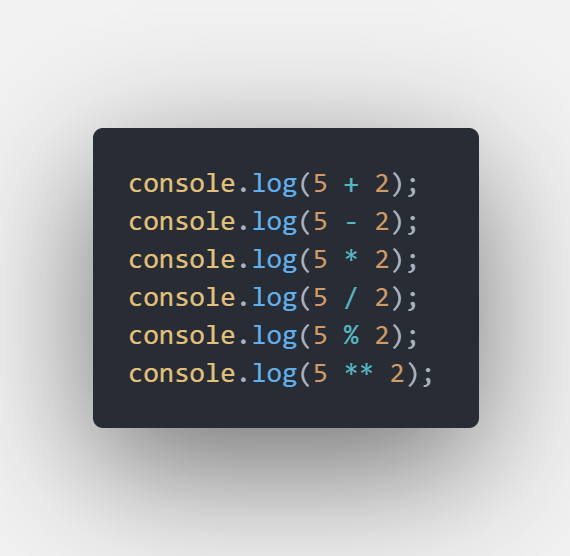 console.log(5 + 2);
console.log(5 - 2);
console.log(5 * 2);
console.log(5 / 2);
console.log(5 % 2);
console.log(5 ** 2);